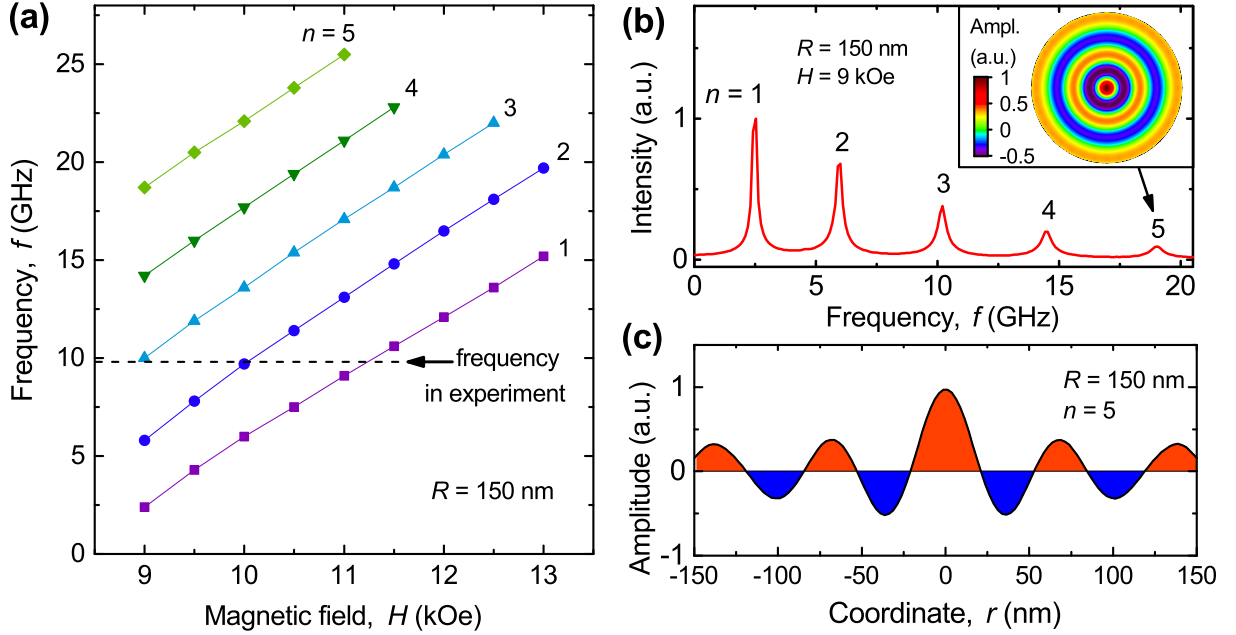 (a)
n = 5
4
3
2
1
frequency
in experiment
R = 150 nm
Frequency, f (GHz)
0
5
10
15
20
25
9
10
11
12
13
Magnetic field, H (kOe)
(b)
R = 150 nm
H = 9 kOe
n = 1
2
3
4
5
Ampl.
(a.u.)
1
0.5
0
-0.5
Intensity (a.u.)
1
0
0
5
10
15
20
Frequency, f (GHz)
(c)
R = 150 nm
n = 5
Amplitude (a.u.)
1
0
-1
-150
-100
-50
0
50
100
150
Coordinate, r (nm)